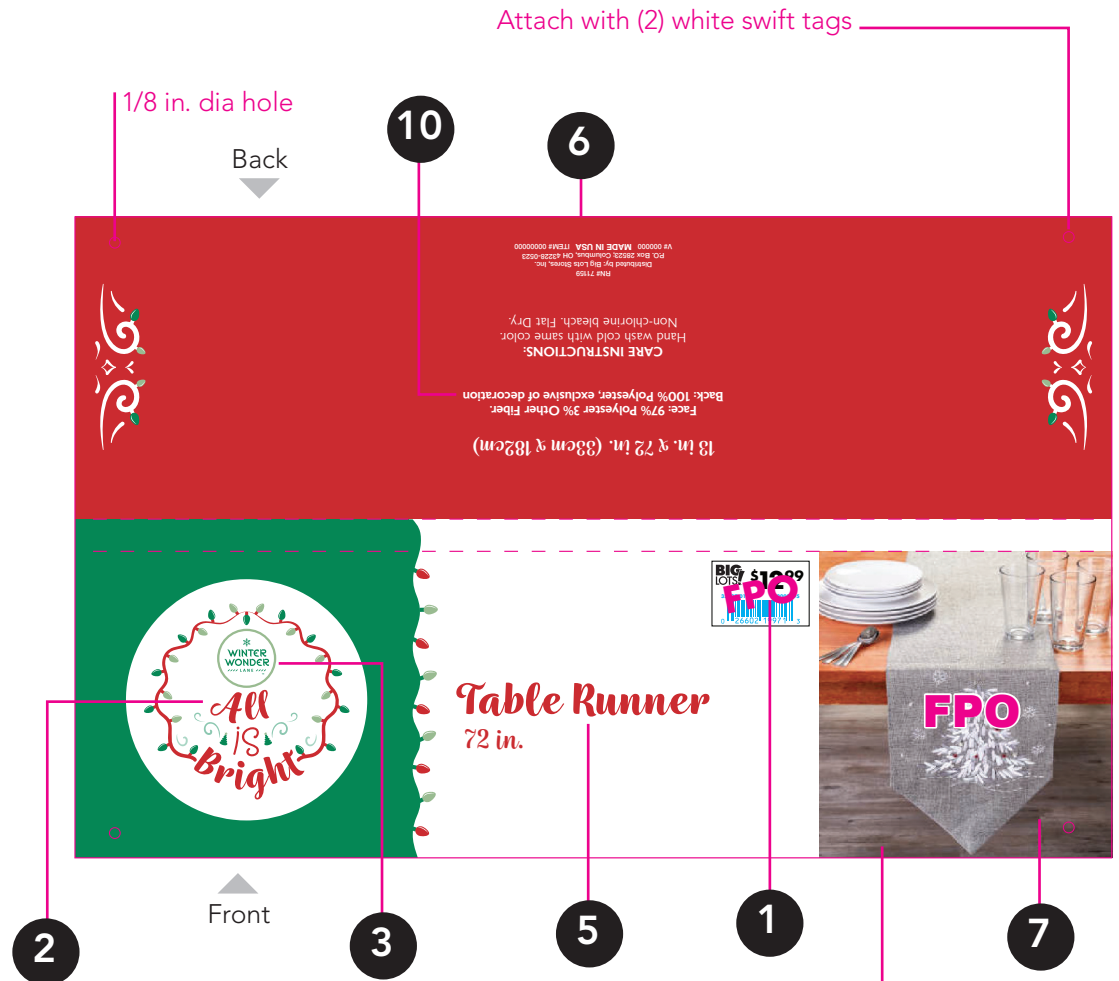 Attach with (2) white swift tags
1/8 in. dia hole
10
6
Back
13 in. x 72 in. (33cm x 182cm)
Face: 97% Polyester 3% Other Fiber.
Back: 100% Polyester, exclusive of decoration
CARE INSTRUCTIONS:
Hand wash cold with same color.
Non-chlorine bleach. Flat Dry.
RN# 71159
Distributed by: Big Lots Stores, Inc.
P.O. Box 28523; Columbus, OH 43228-0523
V# 000000 MADE IN USA ITEM# 0000000000
BIG
LOTS!
$12.99
FPO
WINTER
WONDER
LANE
All
is
Bright
Table Runner
72 in.
FPO
Front
2
3
5
1
7